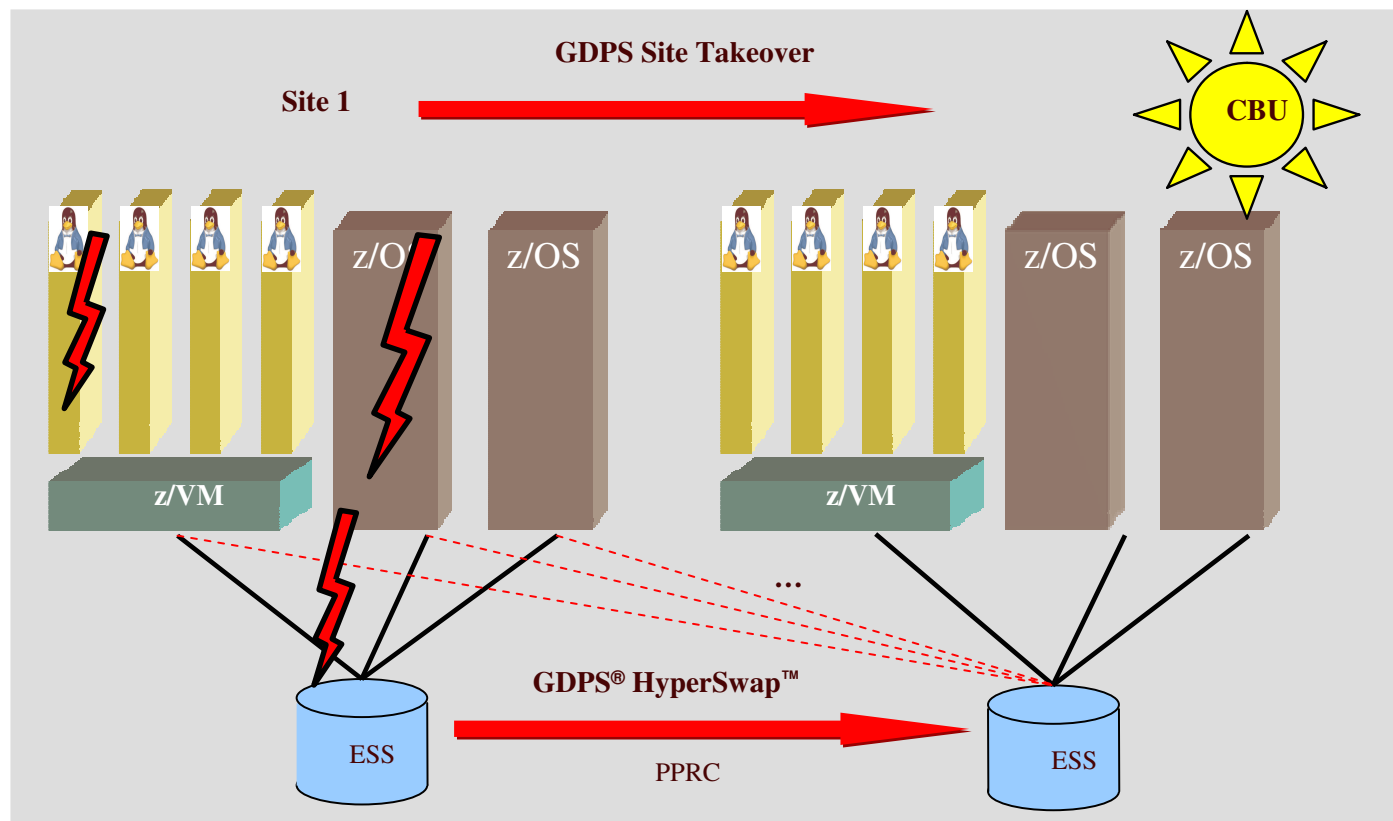 GDPS Site Takeover
Site 1
CBU
z/OS
z/OS
z/OS
z/OS
z/VM
z/VM
...
GDPS® HyperSwap™
ESS
PPRC
ESS